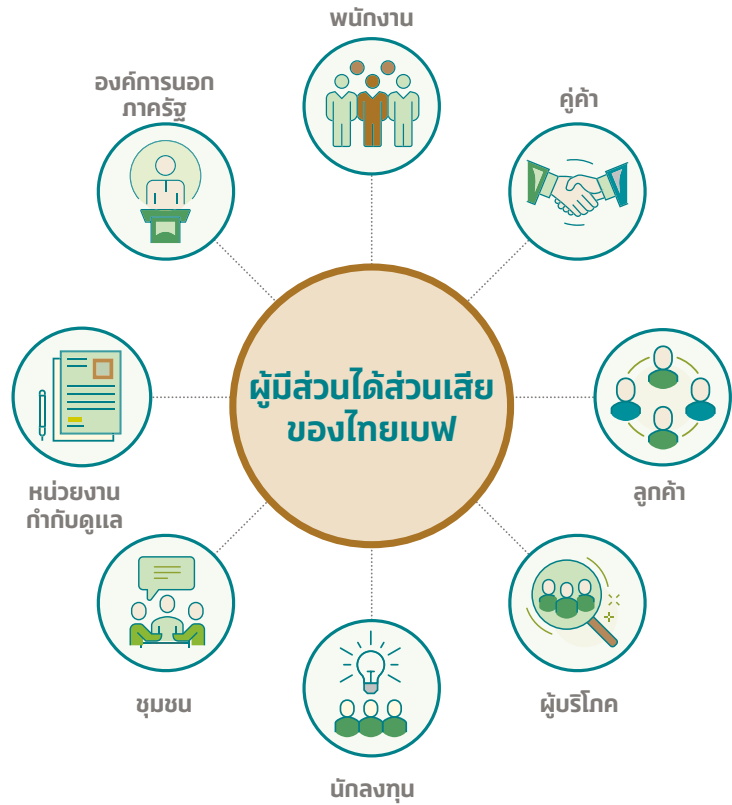 พนักงาน
องค์การนอก
ภาครัฐ
คู่ค้า
ผู้มีส่วนได้ส่วนเสีย
ของไทยเบฟ
หน่วยงาน
กำกับดูแล
ลูกค้า
ชุมชน
ผู้บริโภค
นักลงทุน